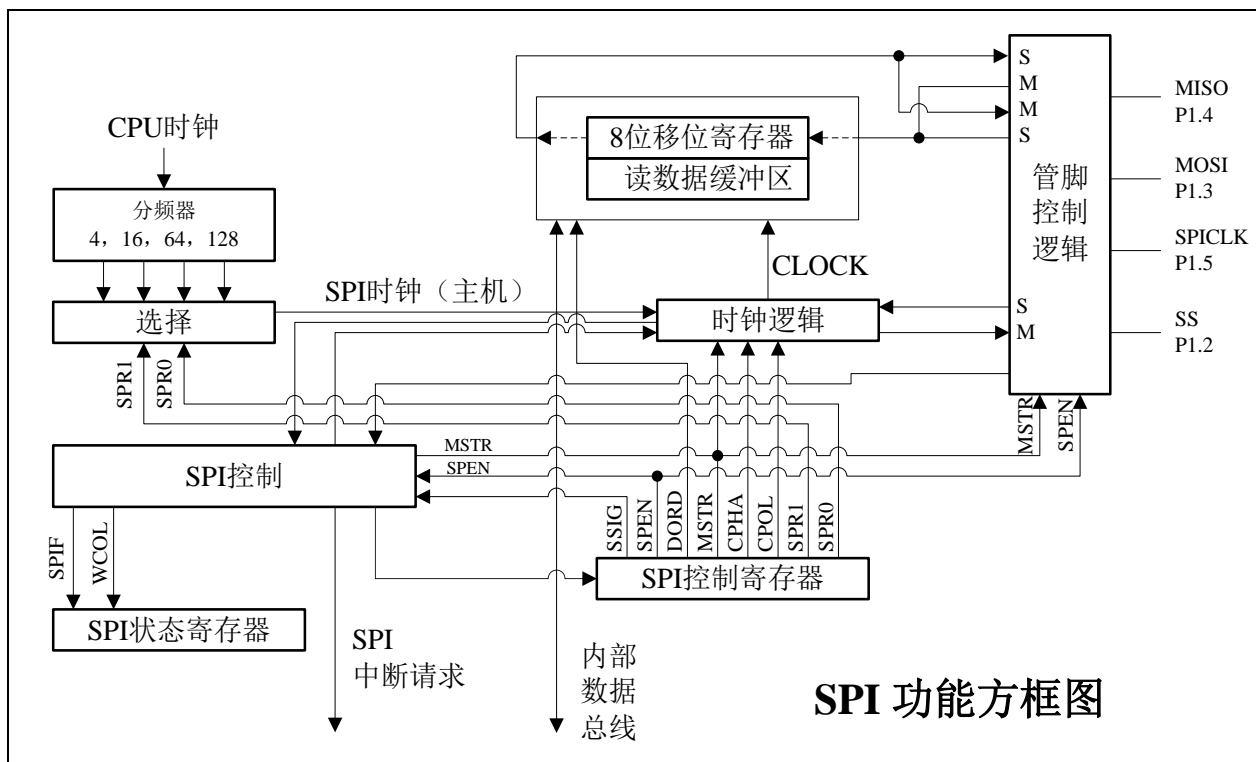 CPU时钟
分频器
4，16，64，128
选择
SPR1
SPR0
SPI时钟（主机）
8位移位寄存器
读数据缓冲区
CLOCK
时钟逻辑
S
M
M
S
S
M
管脚
控制
逻辑
MISO
P1.4
MOSI
P1.3
SPICLK
P1.5
SS
P1.2
MSTR
SPEN
SPI控制
MSTR
SPEN
SSIG
SPEN
DORD
MSTR
CPHA
CPOL
SPR1
SPR0
SPI控制寄存器
SPIF
WCOL
SPI状态寄存器
SPI
中断请求
内部
数据
总线
SPI 功能方框图